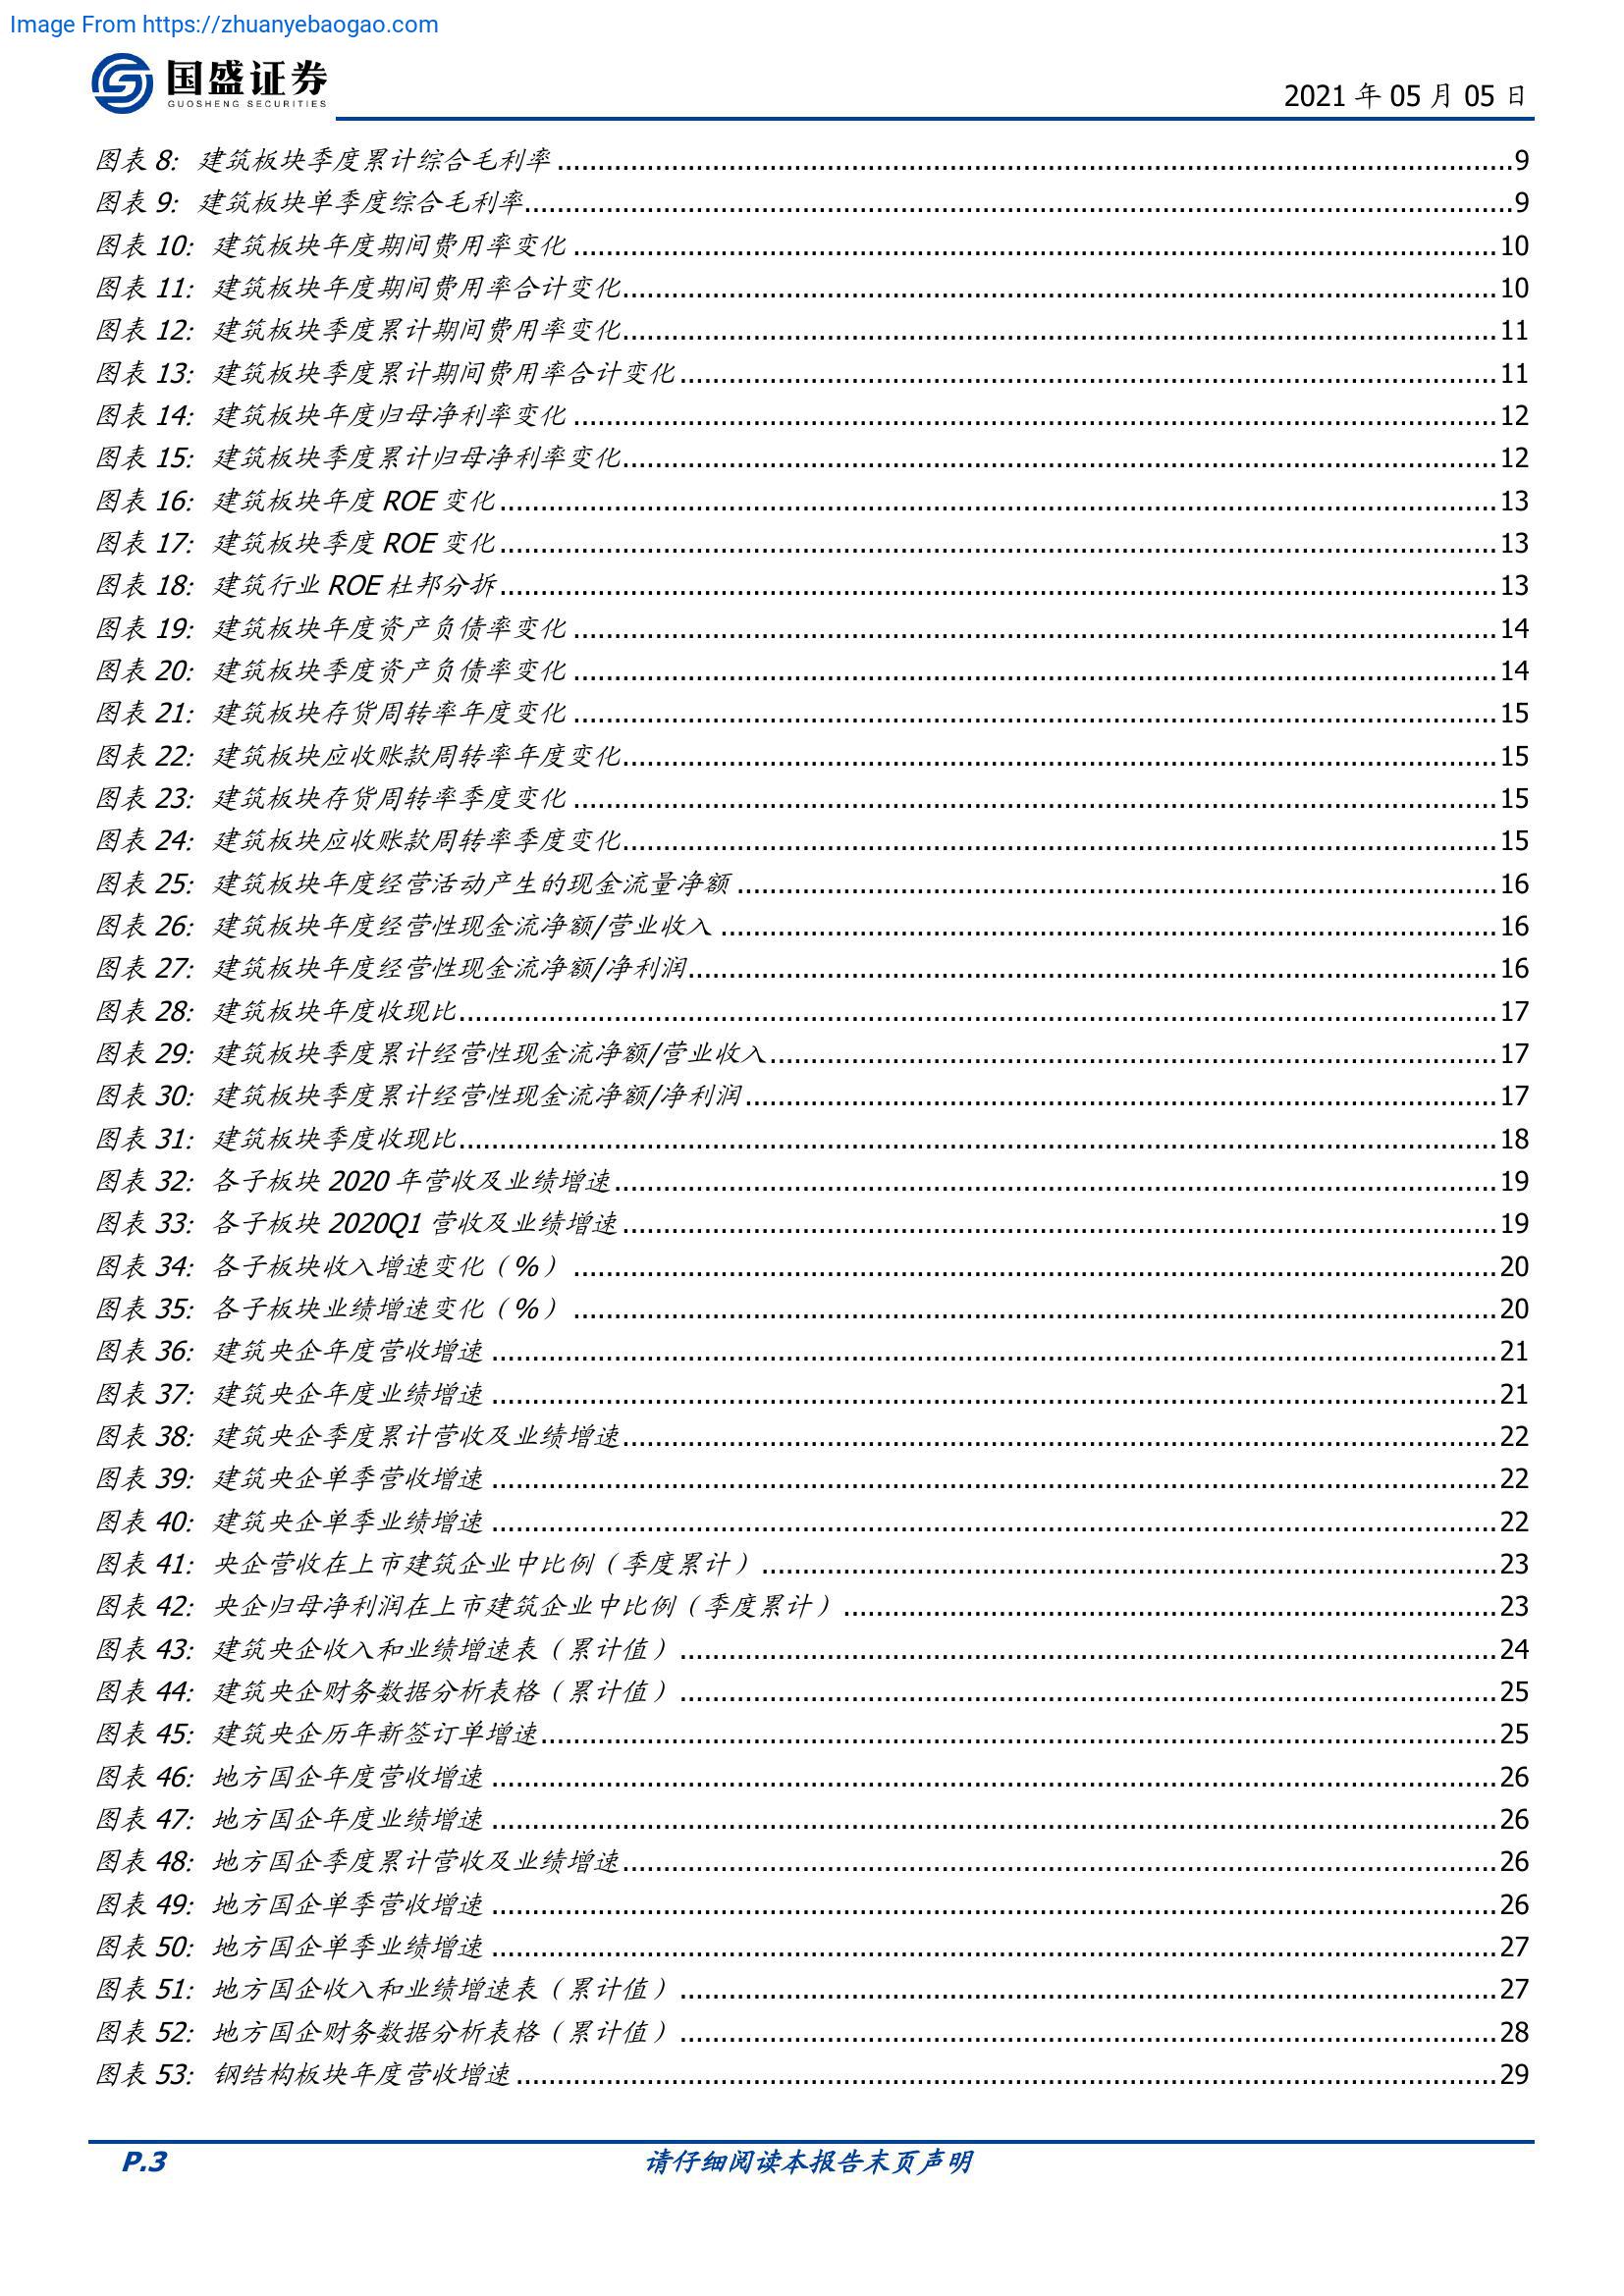 Image From https://zhuanyebaogao.com
国盛证券
GUOSHENG SECURITIES
2021 年 05 月 05 日
图表 8：建筑板块季度累计综合毛利率 ........ 9
图表 9：建筑板块单季度综合毛利率 ........ 9
图表 10：建筑板块年度期间费用率变化 ........ 10
图表 11：建筑板块年度期间费用率合计变化 ........ 10
图表 12：建筑板块季度累计期间费用率变化 ........ 11
图表 13：建筑板块季度累计期间费用率合计变化 ........ 11
图表 14：建筑板块年度归母净利率变化 ........ 12
图表 15：建筑板块季度累计归母净利率变化 ........ 12
图表 16：建筑板块年度 ROE 变化 ........ 13
图表 17：建筑板块季度 ROE 变化 ........ 13
图表 18：建筑行业 ROE 杜邦分拆 ........ 13
图表 19：建筑板块年度资产负债率变化 ........ 14
图表 20：建筑板块季度资产负债率变化 ........ 14
图表 21：建筑板块存货周转率年度变化 ........ 15
图表 22：建筑板块应收账款周转率年度变化 ........ 15
图表 23：建筑板块存货周转率季度变化 ........ 15
图表 24：建筑板块应收账款周转率季度变化 ........ 15
图表 25：建筑板块年度经营活动产生的现金流量净额 ........ 16
图表 26：建筑板块年度经营性现金流净额/营业收入 ........ 16
图表 27：建筑板块年度经营性现金流净额/净利润 ........ 16
图表 28：建筑板块年度收现比 ........ 17
图表 29：建筑板块季度累计经营性现金流净额/营业收入 ........ 17
图表 30：建筑板块季度累计经营性现金流净额/净利润 ........ 17
图表 31：建筑板块季度收现比 ........ 18
图表 32：各子板块 2020 年营收及业绩增速 ........ 19
图表 33：各子板块 2020Q1 营收及业绩增速 ........ 19
图表 34：各子板块收入增速变化（%） ........ 20
图表 35：各子板块业绩增速变化（%） ........ 20
图表 36：建筑央企年度营收增速 ........ 21
图表 37：建筑央企年度业绩增速 ........ 21
图表 38：建筑央企季度累计营收及业绩增速 ........ 22
图表 39：建筑央企单季营收增速 ........ 22
图表 40：建筑央企单季业绩增速 ........ 22
图表 41：央企营收在上市建筑企业中比例（季度累计） ........ 23
图表 42：央企归母净利润在上市建筑企业中比例（季度累计） ........ 23
图表 43：建筑央企收入和业绩增速表（累计值） ........ 24
图表 44：建筑央企财务数据分析表格（累计值） ........ 25
图表 45：建筑央企历年新签订单增速 ........ 25
图表 46：地方国企年度营收增速 ........ 26
图表 47：地方国企年度业绩增速 ........ 26
图表 48：地方国企季度累计营收及业绩增速 ........ 26
图表 49：地方国企单季营收增速 ........ 26
图表 50：地方国企单季业绩增速 ........ 27
图表 51：地方国企收入和业绩增速表（累计值） ........ 27
图表 52：地方国企财务数据分析表格（累计值） ........ 28
图表 53：钢结构板块年度营收增速 ........ 29
P.3
请仔细阅读本报告末页声明